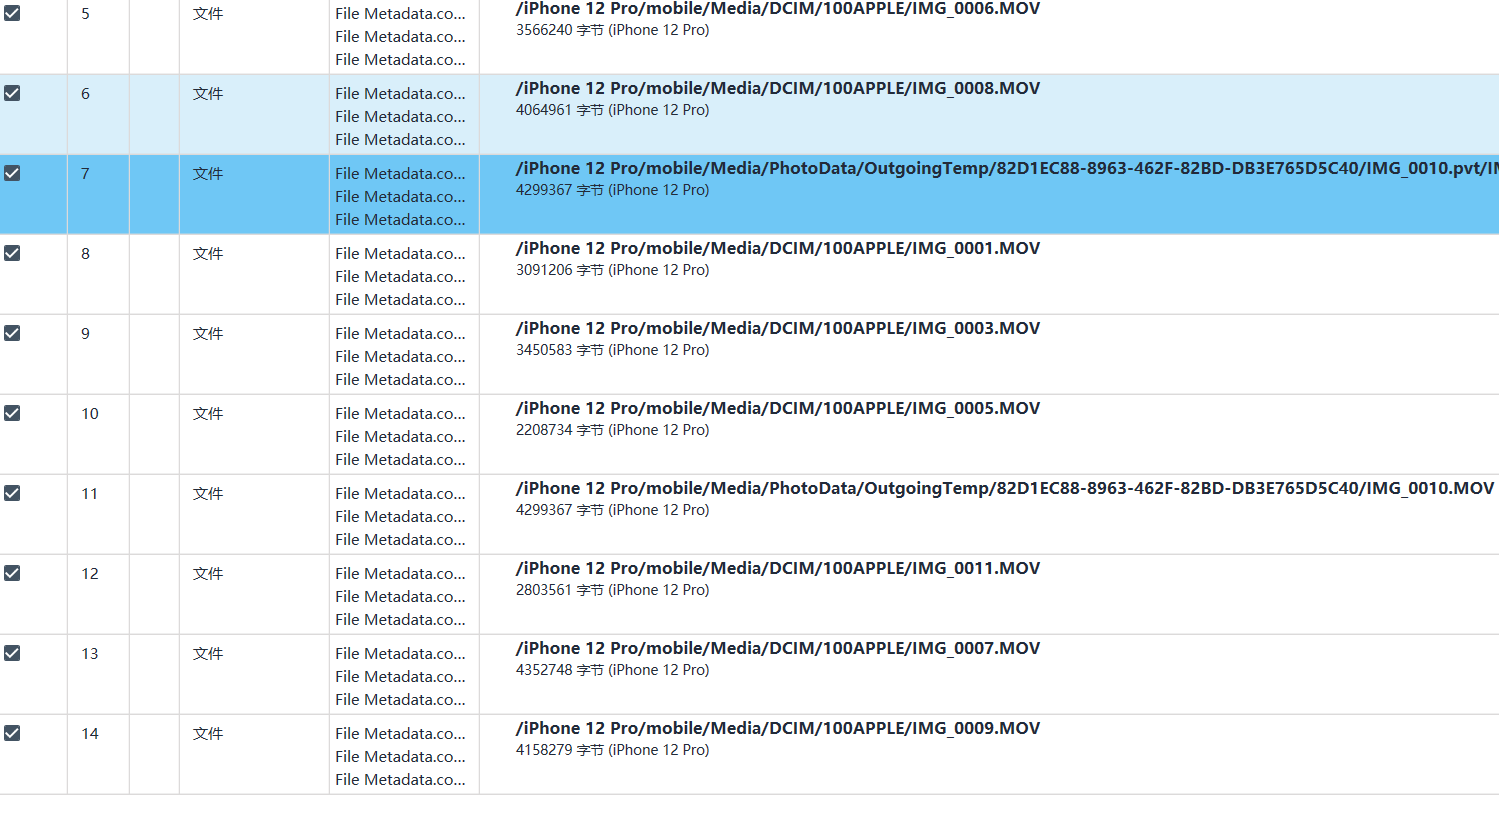 5 文件 File Metadata.co... /iPhone 12 Pro/mobile/Media/DCIM/100APPLE/IMG_0006.MOV
File Metadata.co... 3566240 字节 (iPhone 12 Pro)
File Metadata.co...
6 文件 File Metadata.co... /iPhone 12 Pro/mobile/Media/DCIM/100APPLE/IMG_0008.MOV
File Metadata.co... 4064961 字节 (iPhone 12 Pro)
File Metadata.co...
7 文件 File Metadata.co... /iPhone 12 Pro/mobile/Media/PhotoData/OutgoingTemp/82D1EC88-8963-462F-82BD-DB3E765D5C40/IMG_0010.pvt/IM
File Metadata.co... 4299367 字节 (iPhone 12 Pro)
File Metadata.co...
8 文件 File Metadata.co... /iPhone 12 Pro/mobile/Media/DCIM/100APPLE/IMG_0001.MOV
File Metadata.co... 3091206 字节 (iPhone 12 Pro)
File Metadata.co...
9 文件 File Metadata.co... /iPhone 12 Pro/mobile/Media/DCIM/100APPLE/IMG_0003.MOV
File Metadata.co... 3450583 字节 (iPhone 12 Pro)
File Metadata.co...
10 文件 File Metadata.co... /iPhone 12 Pro/mobile/Media/DCIM/100APPLE/IMG_0005.MOV
File Metadata.co... 2208734 字节 (iPhone 12 Pro)
File Metadata.co...
11 文件 File Metadata.co... /iPhone 12 Pro/mobile/Media/PhotoData/OutgoingTemp/82D1EC88-8963-462F-82BD-DB3E765D5C40/IMG_0010.MOV
File Metadata.co... 4299367 字节 (iPhone 12 Pro)
File Metadata.co...
12 文件 File Metadata.co... /iPhone 12 Pro/mobile/Media/DCIM/100APPLE/IMG_0011.MOV
File Metadata.co... 2803561 字节 (iPhone 12 Pro)
File Metadata.co...
13 文件 File Metadata.co... /iPhone 12 Pro/mobile/Media/DCIM/100APPLE/IMG_0007.MOV
File Metadata.co... 4352748 字节 (iPhone 12 Pro)
File Metadata.co...
14 文件 File Metadata.co... /iPhone 12 Pro/mobile/Media/DCIM/100APPLE/IMG_0009.MOV
File Metadata.co... 4158279 字节 (iPhone 12 Pro)
File Metadata.co...